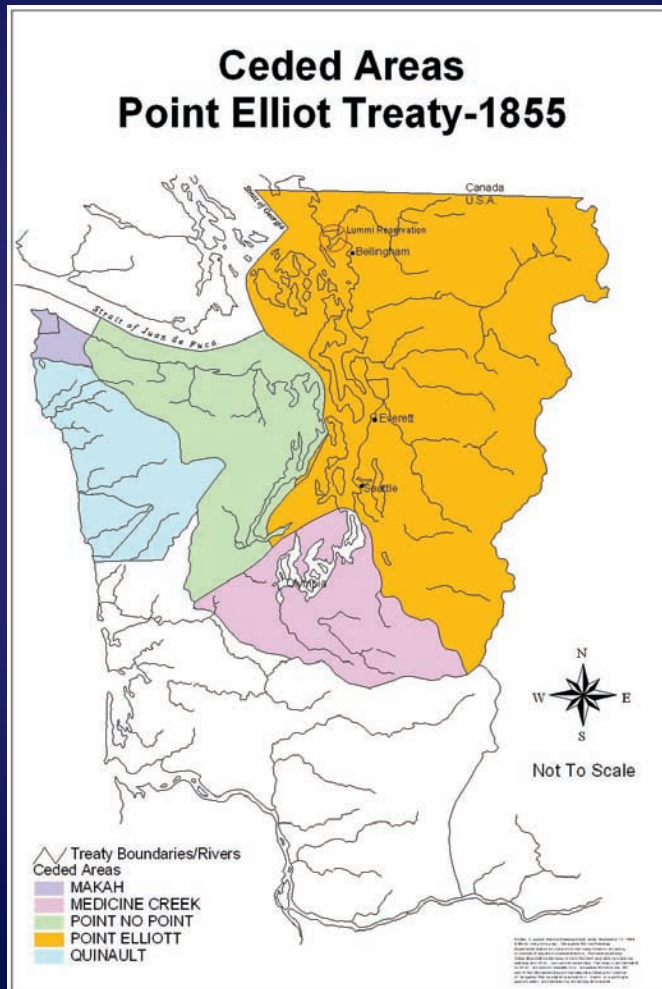 Ceded Areas
Point Elliot Treaty-1855
Canada
U.S.A.
Strait of Georgia
Lummi Reservation
Bellingham
Strait of Juan de Fuca
Everett
Seattle
Olympia
N
W E
S
Not To Scale
Treaty Boundaries/Rivers
Ceded Areas
MAKAH
MEDICINE CREEK
POINT NO POINT
POINT ELLIOTT
QUINAULT